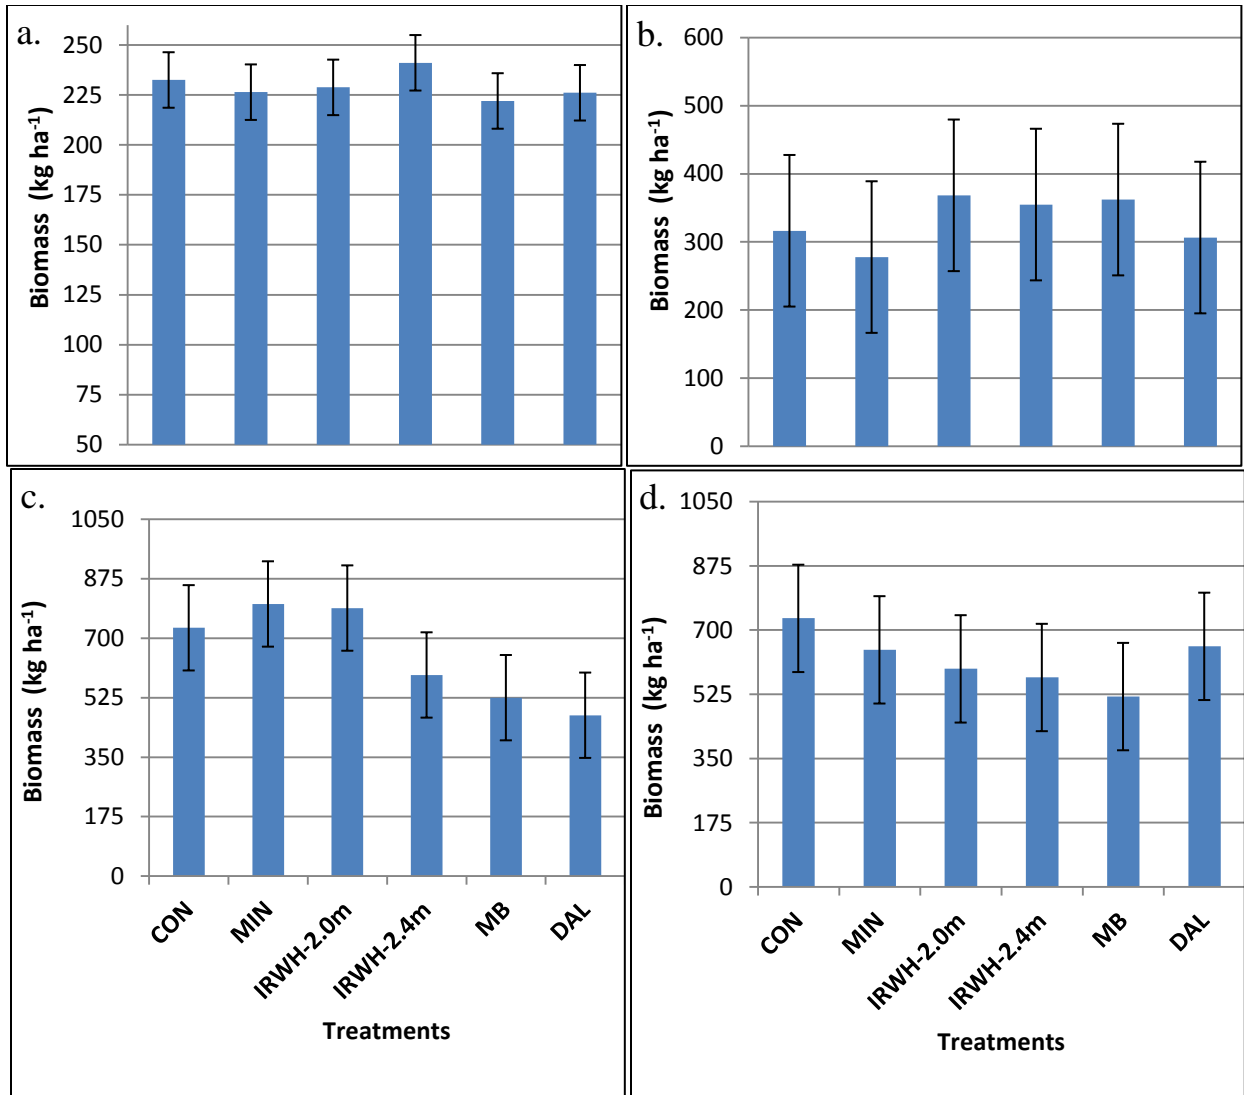 a.
Biomass (kg ha⁻¹)
250
225
200
175
150
125
100
75
50
b.
Biomass (kg ha⁻¹)
600
500
400
300
200
100
0
c.
Biomass (kg ha⁻¹)
1050
875
700
525
350
175
0
CON
MIN
IRWH-2.0m
IRWH-2.4m
MB
DAL
Treatments
d.
Biomass (kg ha⁻¹)
1050
875
700
525
350
175
0
CON
MIN
IRWH-2.0m
IRWH-2.4m
MB
DAL
Treatments